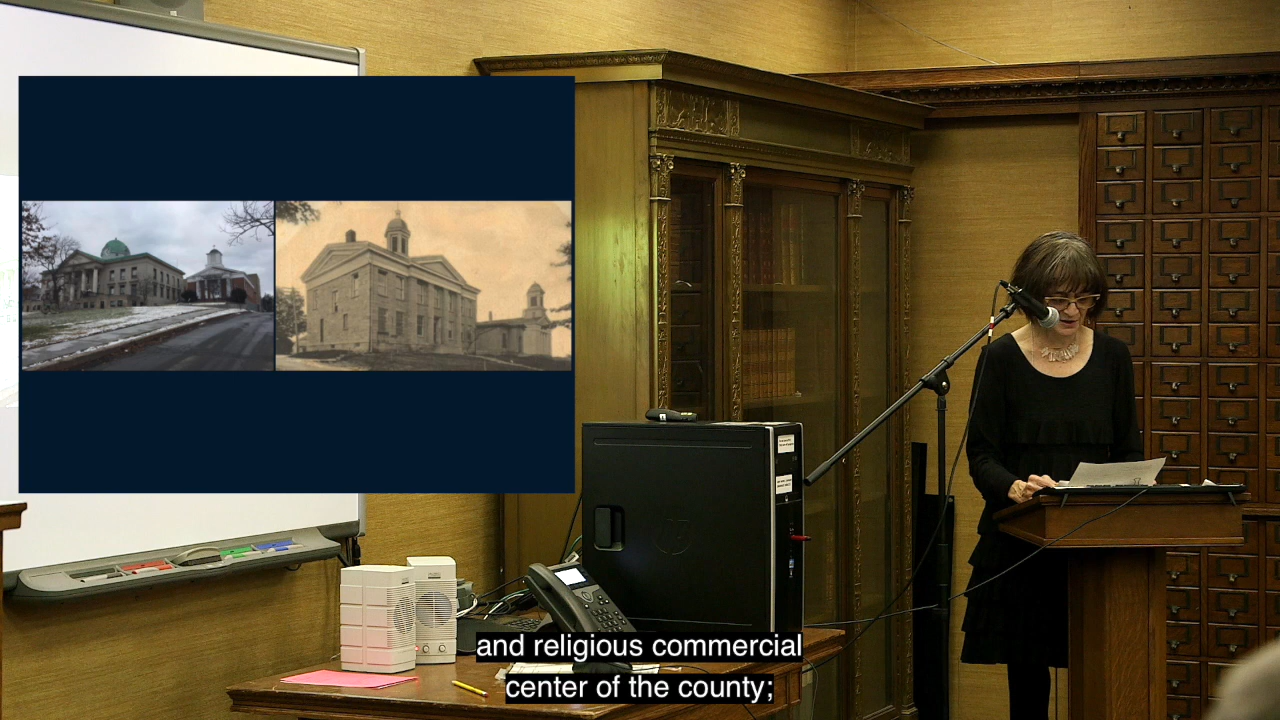 and religious commercial
center of the county;